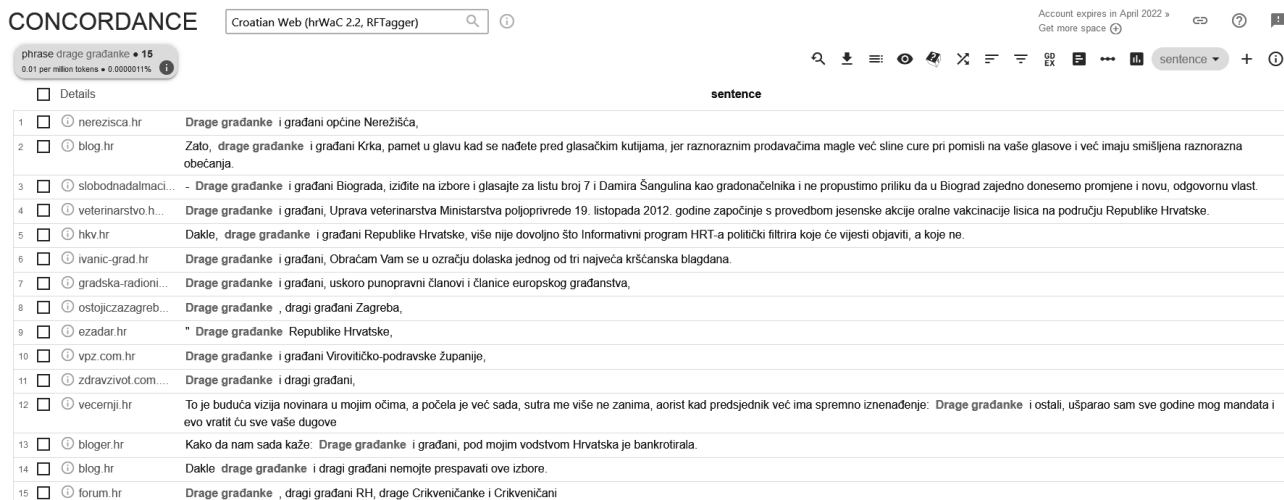 CONCORDANCE
Croatian Web (hrWaC 2.2, RFTagger)
Account expires in April 2022 »
Get more space
phrase drage građanke • 15
0.01 per million tokens • 0.0000011%
GD
EX
sentence
Details sentence
1 nerezisca.hr Drage građanke i građani općine Nerežišća,
2 blog.hr Zato, drage građanke i građani Krka, pamet u glavu kad se nađete pred glasačkim kutijama, jer raznoraznim prodavačima magle već sline cure pri pomisli na vaše glasove i već imaju smišljena raznorazna
obećanja.
3 slobodnadalmaci... - Drage građanke i građani Biograda, iziđite na izbore i glasajte za listu broj 7 i Damira Šangulina kao gradonačelnika i ne propustimo priliku da u Biograd zajedno donesemo promjene i novu, odgovornu vlast.
4 veterinarstvo.h... Drage građanke i građani, Uprava veterinarstva Ministarstva poljoprivrede 19. listopada 2012. godine započinje s provedbom jesenske akcije oralne vakcinacije lisica na području Republike Hrvatske.
5 hkv.hr Dakle, drage građanke i građani Republike Hrvatske, više nije dovoljno što Informativni program HRT-a politički filtrira koje će vijesti objaviti, a koje ne.
6 ivanic-grad.hr Drage građanke i građani, Obraćam Vam se u ozračju dolaska jednog od tri najveća kršćanska blagdana.
7 gradska-radioni... Drage građanke i građani, uskoro punopravni članovi i članice europskog građanstva,
8 ostojiczazagreb... Drage građanke , dragi građani Zagreba,
9 ezadar.hr " Drage građanke Republike Hrvatske,
10 vpz.com.hr Drage građanke i građani Virovitičko-podravske županije,
11 zdravzivot.com.... Drage građanke i dragi građani,
12 vecernji.hr To je buduća vizija novinara u mojim očima, a počela je već sada, sutra me više ne zanima, aorist kad predsjednik već ima spremno iznenađenje: Drage građanke i ostali, ušparao sam sve godine mog mandata i
evo vratit ću sve vaše dugove
13 bloger.hr Kako da nam sada kaže: Drage građanke i građani, pod mojim vodstvom Hrvatska je bankrotirala.
14 blog.hr Dakle drage građanke i dragi građani nemojte prespavati ove izbore.
15 forum.hr Drage građanke , dragi građani RH, drage Crikveničanke i Crikveničani